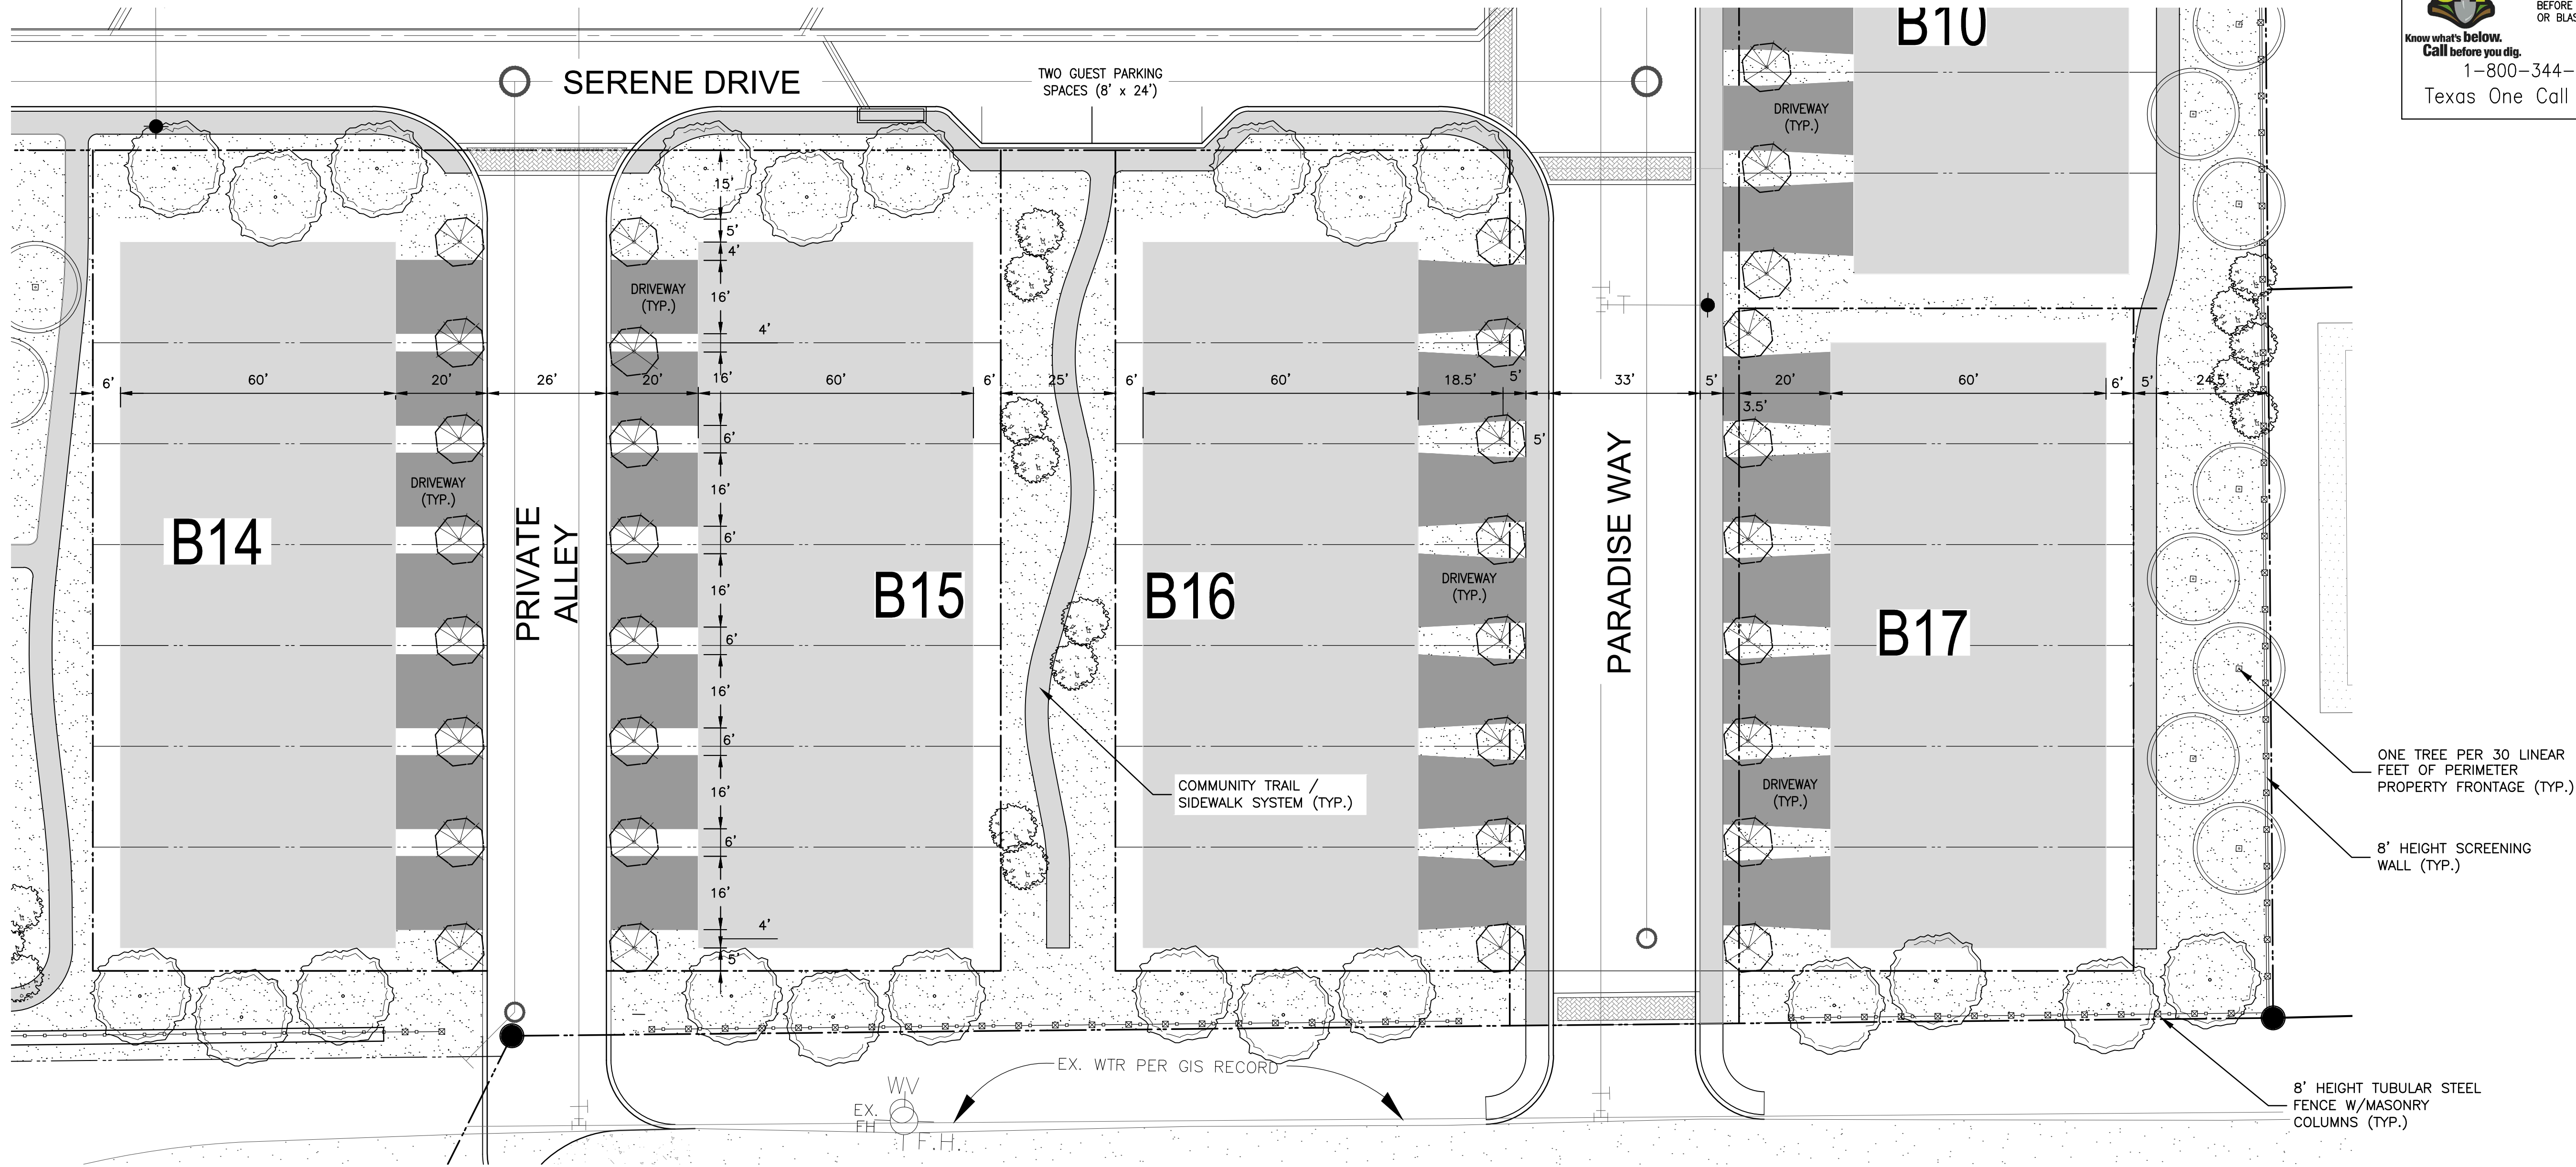 B10
BEFORE
OR BLAS
Know what's below.
Call before you dig.
1-800-344-
Texas One Call
SERENE DRIVE
TWO GUEST PARKING
SPACES (8' x 24')
DRIVEWAY
(TYP.)
15'
5'
4'
DRIVEWAY
(TYP.)
16'
4'
16'
6'
60'
20'
26'
20'
60'
6'
25'
6'
60'
18.5'
5'
33'
5'
20'
60'
6'
5'
24.5'
3.5'
6'
5'
DRIVEWAY
(TYP.)
16'
B14
PRIVATE
ALLEY
6'
B15
B16
DRIVEWAY
(TYP.)
PARADISE WAY
B17
16'
6'
16'
6'
COMMUNITY TRAIL /
SIDEWALK SYSTEM (TYP.)
16'
DRIVEWAY
(TYP.)
ONE TREE PER 30 LINEAR
FEET OF PERIMETER
PROPERTY FRONTAGE (TYP.)
6'
8' HEIGHT SCREENING
WALL (TYP.)
16'
4'
5'
EX. WTR PER GIS RECORD
WV
EX.
FH
F.H.
8' HEIGHT TUBULAR STEEL
FENCE W/MASONRY
COLUMNS (TYP.)